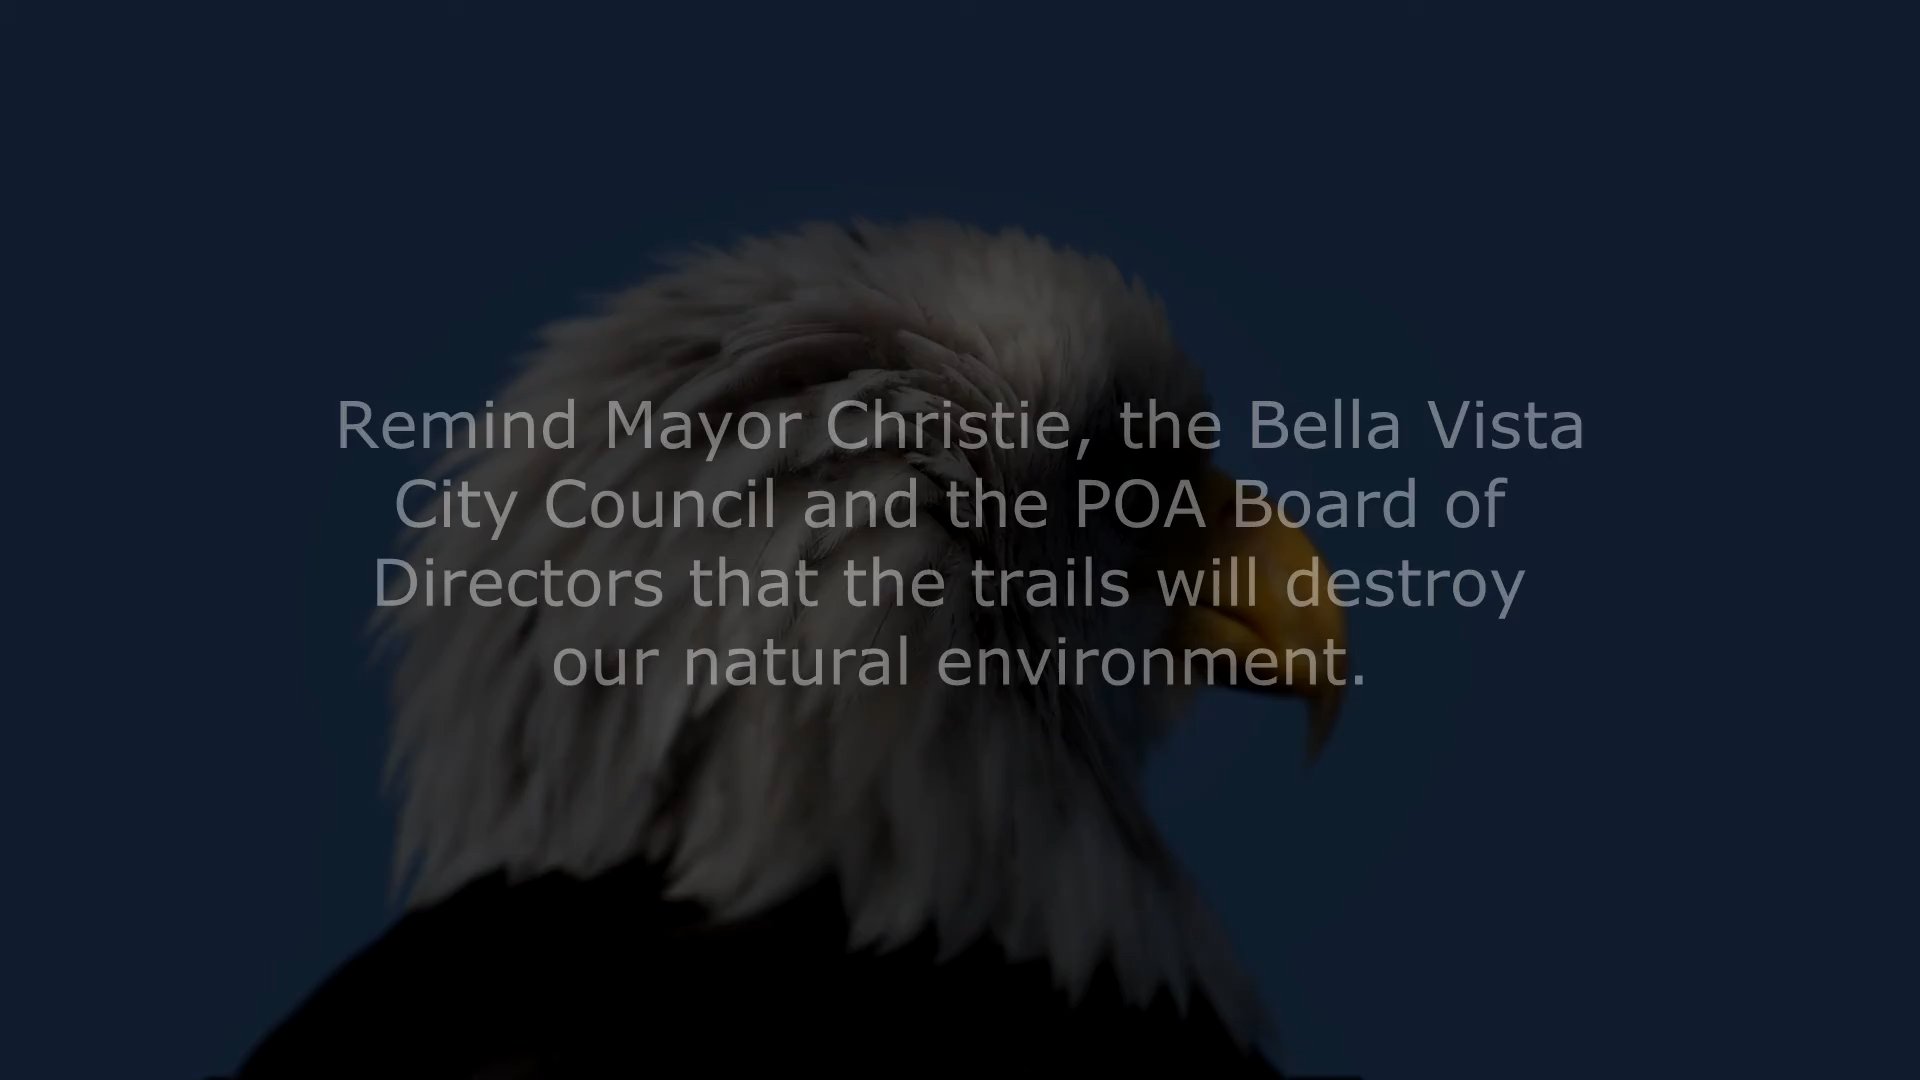 Remind Mayor Christie, the Bella Vista
City Council and the POA Board of
Directors that the trails will destroy
our natural environment.